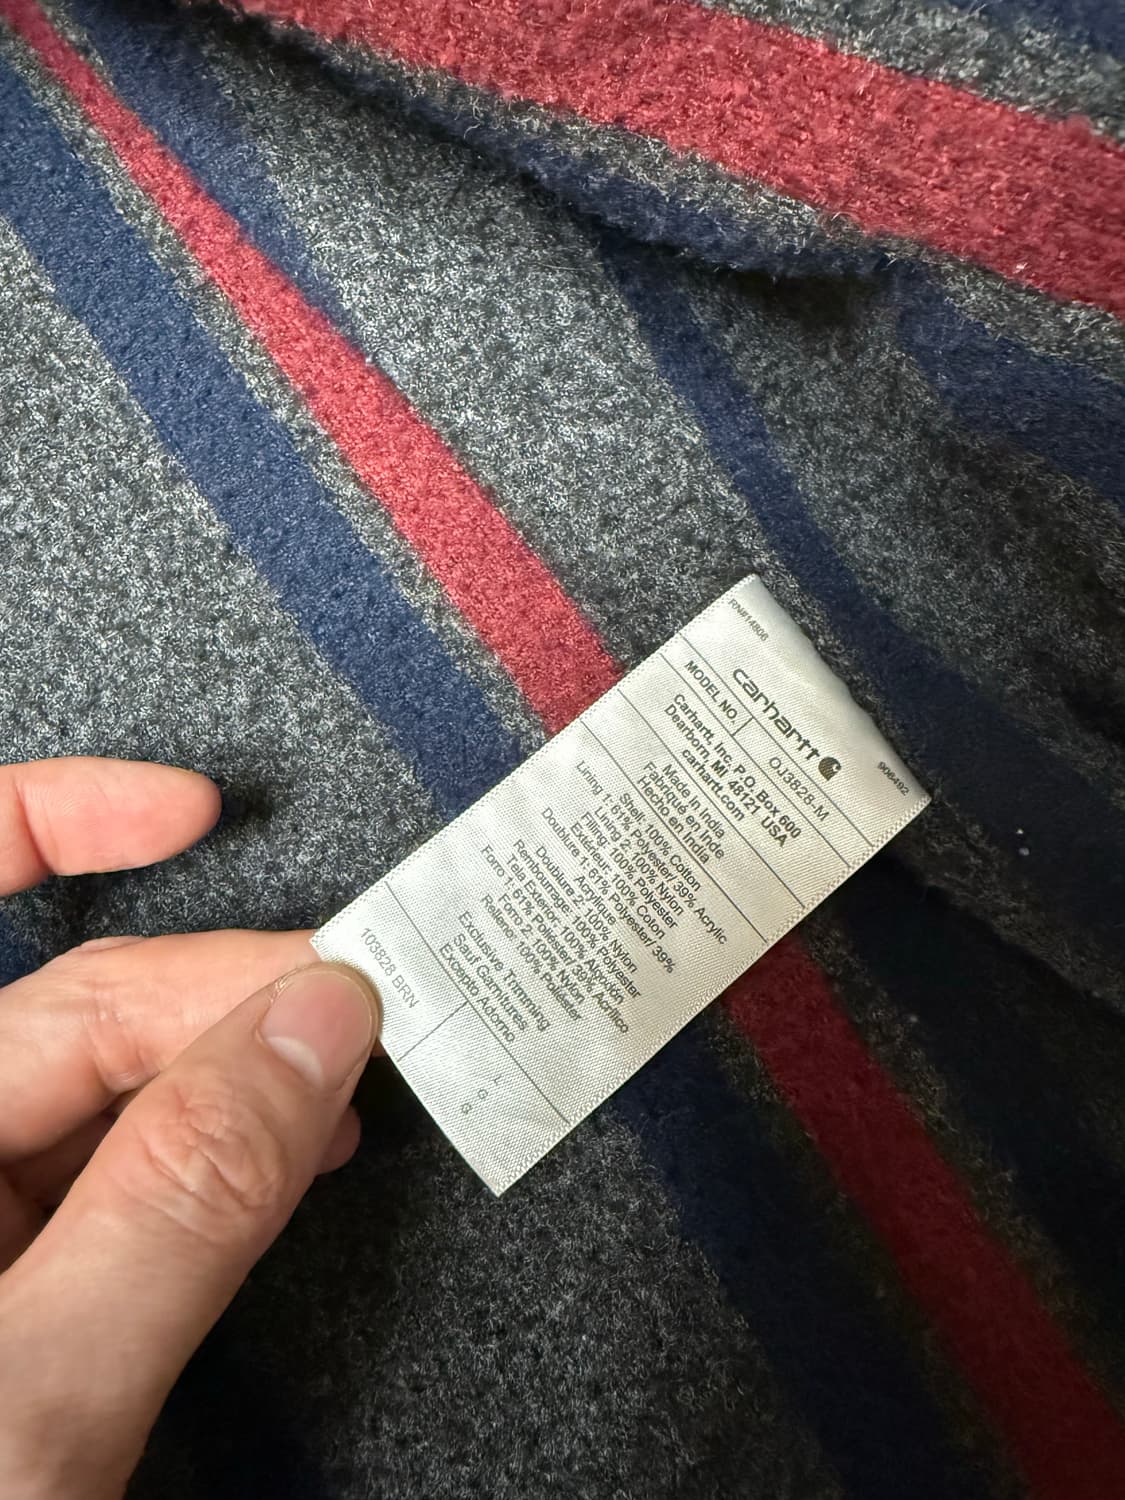 RN#14806
carhartt
906492
MODEL NO. OJ3828-M
Carhartt, Inc. P.O. Box 600
Dearborn, MI 48121 USA
carhartt.com
Made in India
Fabriqué en Inde
Hecho en India
Shell: 100% Cotton
Lining 1: 61% Polyester/ 39% Acrylic
Lining 2: 100% Nylon
Filling: 100% Polyester
Extérieur: 100% Coton
Doublure 1: 61% Polyester/ 39%
Acrylique
Doublure 2: 100% Nylon
Rembourrage: 100% Polyester
Tela Exterior: 100% Algodón
Forro 1: 61% Poliéster/ 39% Acrílico
Forro 2: 100% Nylon
Relleno: 100% Poliéster
Exclusive Trimming
Sauf Garnitures
Excepto Adorno
103828 BRN
L
G
G